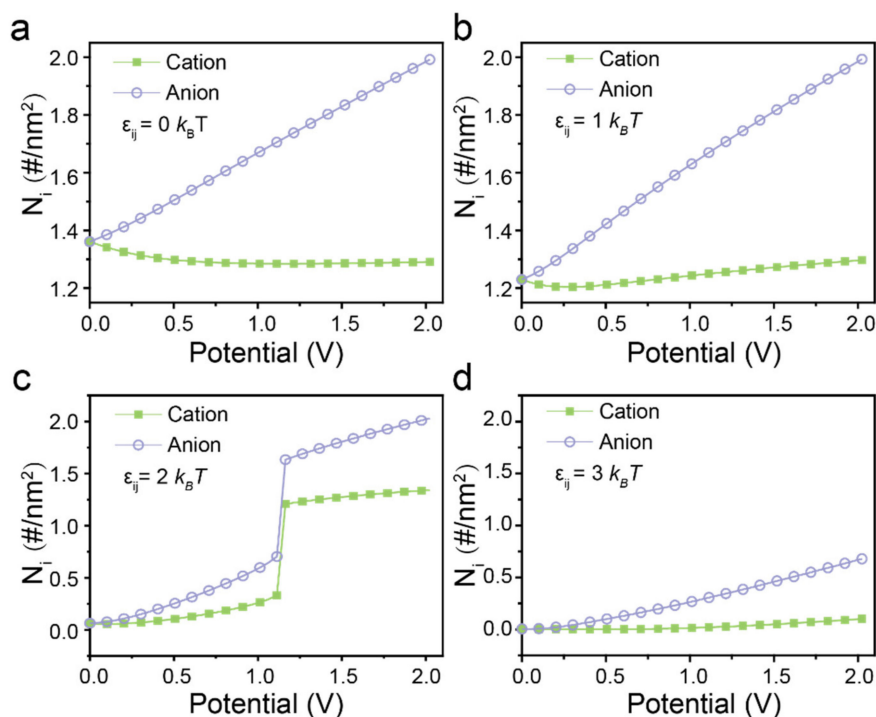 a
Cation
Anion
ε_ij = 0 k_BT
N_i (#/nm²)
2.0
1.8
1.6
1.4
1.2
0.0 0.5 1.0 1.5 2.0
Potential (V)
b
Cation
Anion
ε_ij = 1 k_BT
N_i (#/nm²)
2.0
1.8
1.6
1.4
1.2
0.0 0.5 1.0 1.5 2.0
Potential (V)
c
Cation
Anion
ε_ij = 2 k_BT
N_i (#/nm²)
2.0
1.5
1.0
0.5
0.0
0.0 0.5 1.0 1.5 2.0
Potential (V)
d
Cation
Anion
ε_ij = 3 k_BT
N_i (#/nm²)
2.0
1.5
1.0
0.5
0.0
0.0 0.5 1.0 1.5 2.0
Potential (V)